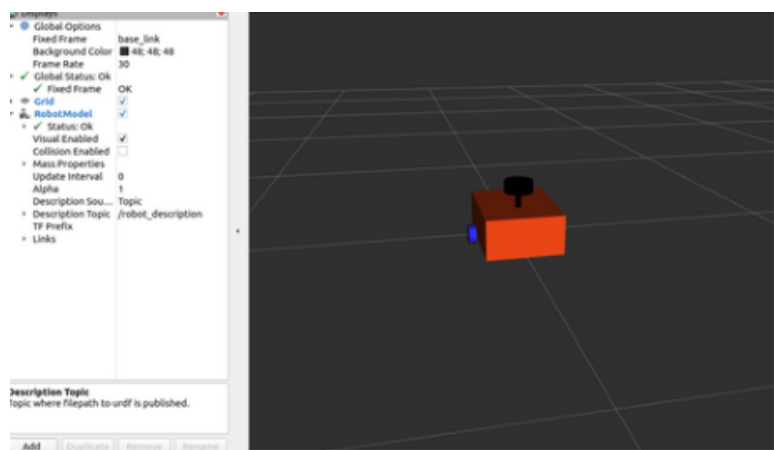 Displays
Global Options
Fixed Frame base_link
Background Color 48; 48; 48
Frame Rate 30
Global Status: Ok
Fixed Frame OK
Grid
RobotModel
Status: Ok
Visual Enabled
Collision Enabled
Mass Properties
Update Interval 0
Alpha 1
Description Sou... Topic
Description Topic /robot_description
TF Prefix
Links
Description Topic
Topic where filepath to urdf is published.
Add Duplicate Remove Rename